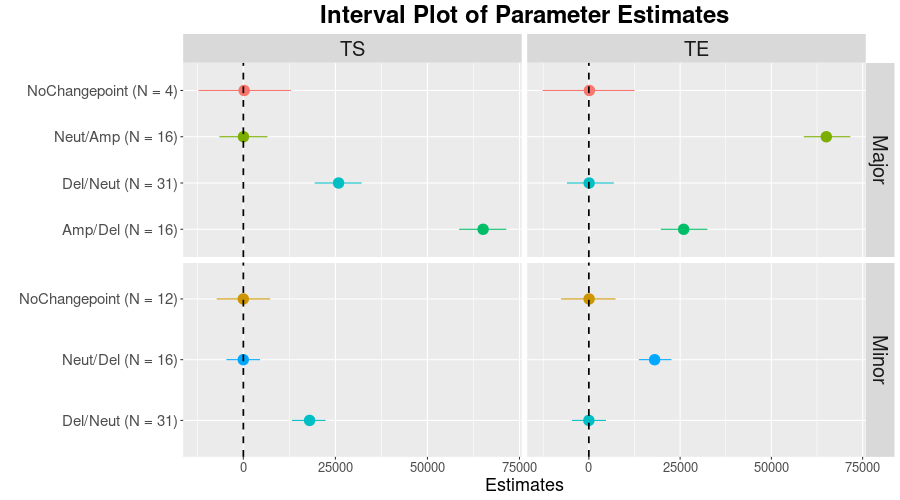 Interval Plot of Parameter Estimates
TS
TE
NoChangepoint (N = 4)
Neut/Amp (N = 16)
Del/Neut (N = 31)
Amp/Del (N = 16)
Major
NoChangepoint (N = 12)
Neut/Del (N = 16)
Del/Neut (N = 31)
Minor
0 25000 50000 75000 0 25000 50000 75000
Estimates